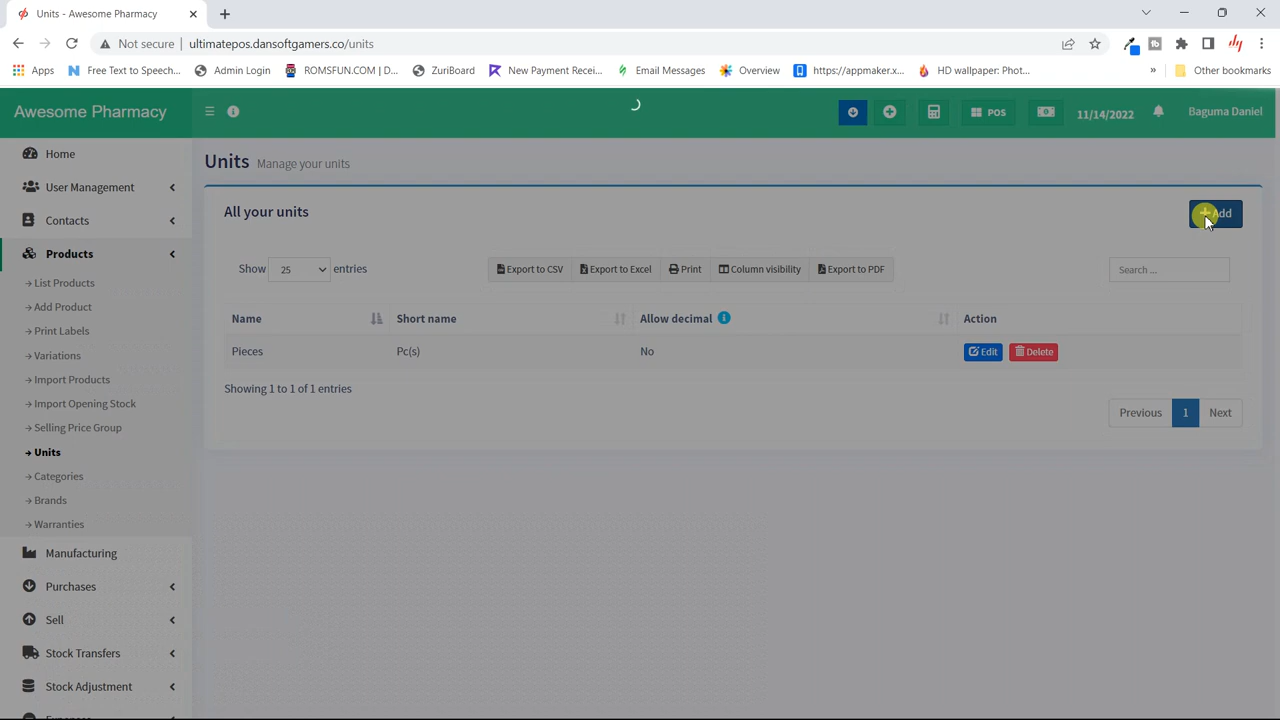 Units - Awesome Pharmacy
Not secure ultimatepos.dansoftgamers.co/units
Apps Free Text to Speech... Admin Login ROMSFUN.COM | D... ZuriBoard New Payment Recei... Email Messages Overview https://appmaker.x... HD wallpaper: Phot... » Other bookmarks
Awesome Pharmacy POS 11/14/2022 Baguma Daniel
Home
User Management
Contacts
Products
List Products
Add Product
Print Labels
Variations
Import Products
Import Opening Stock
Selling Price Group
Units
Categories
Brands
Warranties
Manufacturing
Purchases
Sell
Stock Transfers
Stock Adjustment
Units Manage your units
All your units
+ Add
Show 25 entries Export to CSV Export to Excel Print Column visibility Export to PDF Search ...
Name Short name Allow decimal Action
Pieces Pc(s) No Edit Delete
Showing 1 to 1 of 1 entries
Previous 1 Next